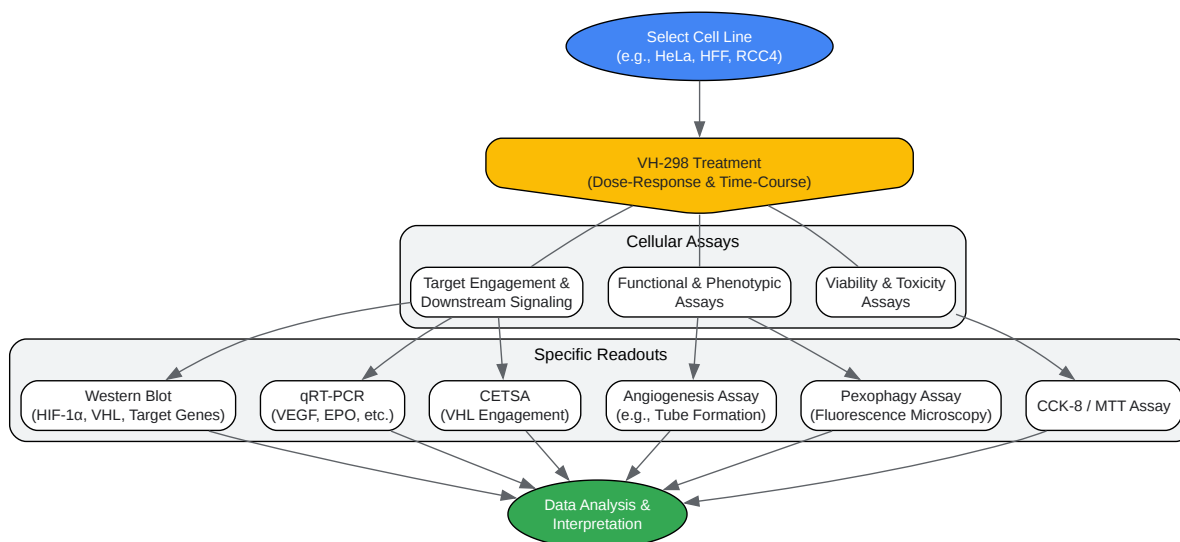 Select Cell Line
(e.g., HeLa, HFF, RCC4)
VH-298 Treatment
(Dose-Response & Time-Course)
Cellular Assays
Target Engagement &
Downstream Signaling
Functional & Phenotypic
Assays
Viability & Toxicity
Assays
Specific Readouts
Western Blot
(HIF-1α, VHL, Target Genes)
qRT-PCR
(VEGF, EPO, etc.)
CETSA
(VHL Engagement)
Angiogenesis Assay
(e.g., Tube Formation)
Pexophagy Assay
(Fluorescence Microscopy)
CCK-8 / MTT Assay
Data Analysis &
Interpretation